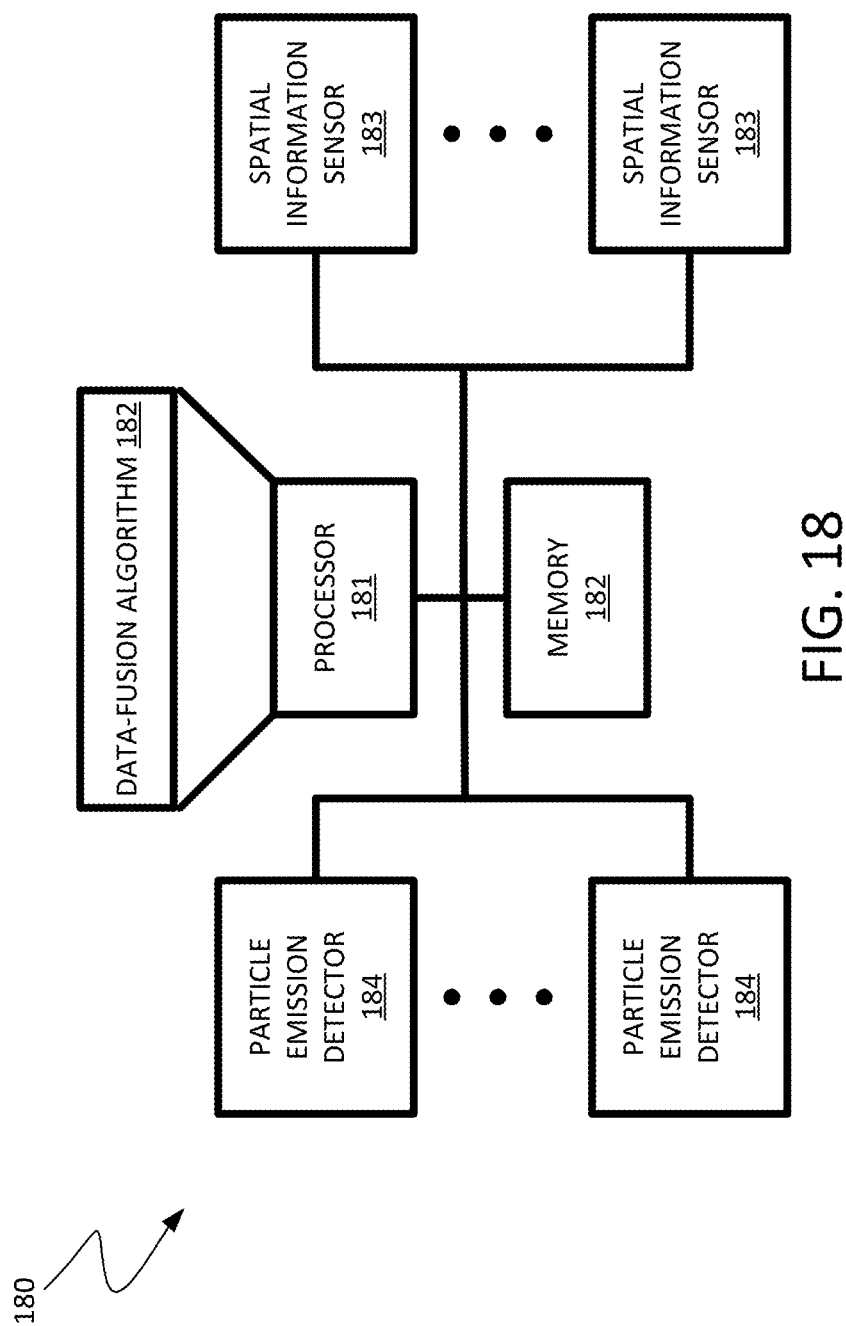 180
DATA-FUSION ALGORITHM 182
PARTICLE
EMISSION
DETECTOR
184
PROCESSOR
181
SPATIAL
INFORMATION
SENSOR
183
MEMORY
182
PARTICLE
EMISSION
DETECTOR
184
SPATIAL
INFORMATION
SENSOR
183
FIG. 18